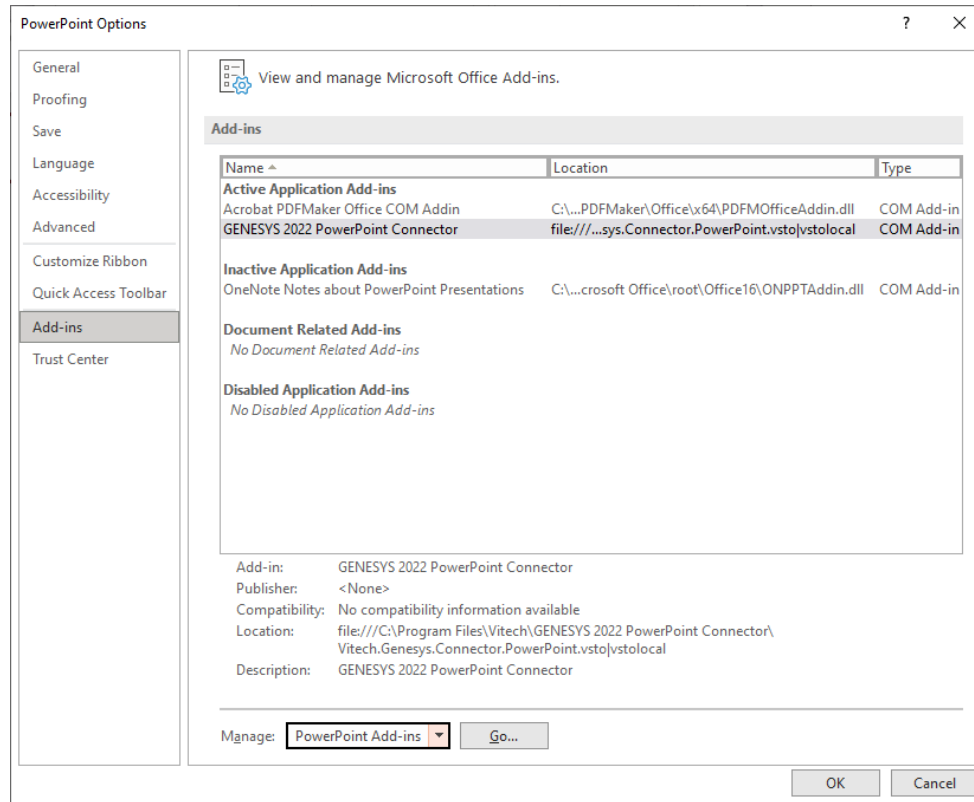 PowerPoint Options
?
General
Proofing
Save
Language
Accessibility
Advanced
Customize Ribbon
Quick Access Toolbar
Add-ins
Trust Center
View and manage Microsoft Office Add-ins.
Add-ins
Name Location Type
Active Application Add-ins
Acrobat PDFMaker Office COM Addin C:\...PDFMaker\Office\x64\PDFMOfficeAddin.dll COM Add-in
GENESYS 2022 PowerPoint Connector file:///...sys.Connector.PowerPoint.vsto|vstolocal COM Add-in
Inactive Application Add-ins
OneNote Notes about PowerPoint Presentations C:\...crosoft Office\root\Office16\ONPPTAddin.dll COM Add-in
Document Related Add-ins
No Document Related Add-ins
Disabled Application Add-ins
No Disabled Application Add-ins
Add-in: GENESYS 2022 PowerPoint Connector
Publisher: <None>
Compatibility: No compatibility information available
Location: file:///C:\Program Files\Vitech\GENESYS 2022 PowerPoint Connector\
Vitech.Genesys.Connector.PowerPoint.vsto|vstolocal
Description: GENESYS 2022 PowerPoint Connector
Manage: PowerPoint Add-ins Go...
OK Cancel